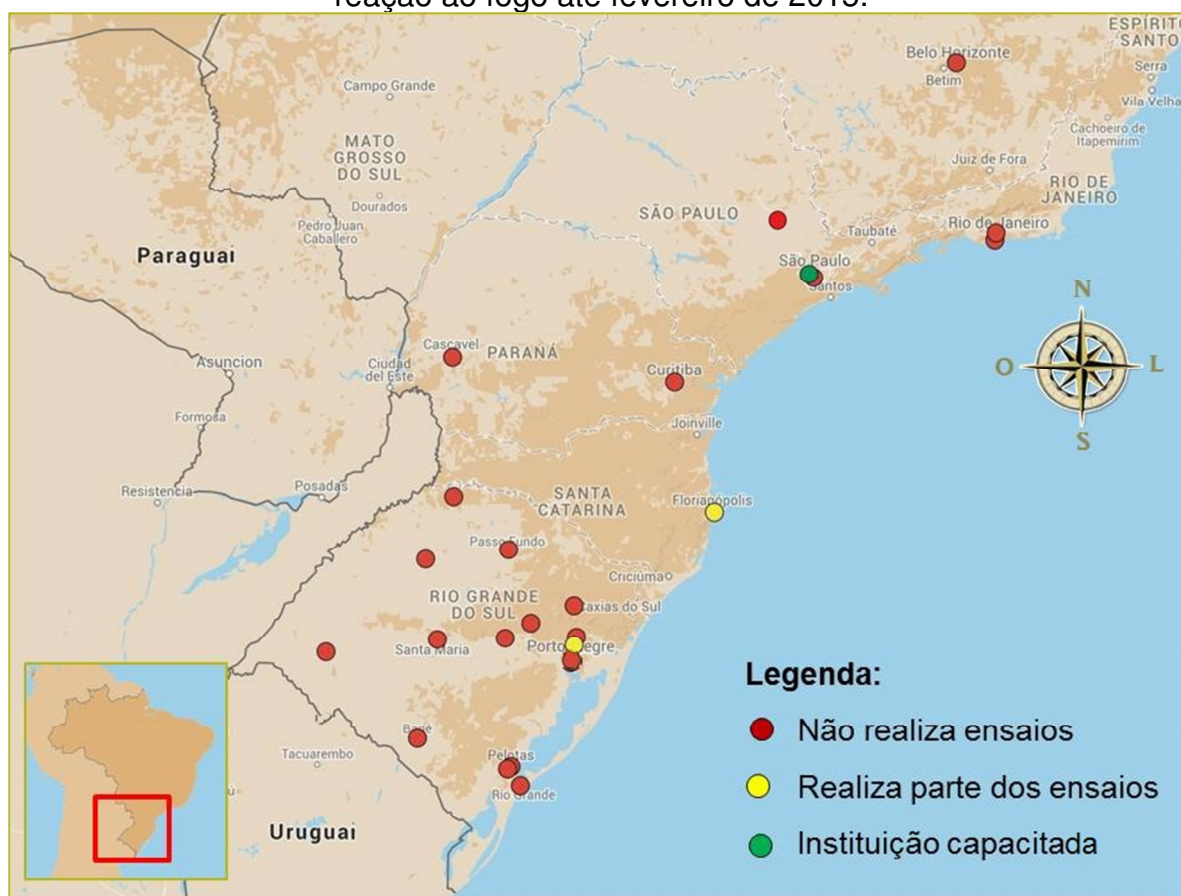 reação ao fogo até fevereiro de 2015.
ESPÍRITO
SANTO
Belo Horizonte
Betim
Serra
Vila Velha
Campo Grande
Cachoeiro de
Itapemirim
MATO
GROSSO
DO SUL
Juiz de Fora
RIO DE
JANEIRO
Dourados
SÃO PAULO
Rio de Janeiro
Pedro Juan
Caballero
Taubaté
Paraguai
São Paulo
Santos
N
Cascavel
PARANÁ
Asuncion
Ciudad
del Este
Curitiba
O
L
Formosa
Joinville
S
Posadas
Resistencia
SANTA
CATARINA
Florianópolis
Passo Fundo
Criciúma
RIO GRANDE
DO SUL
Caxias do Sul
Santa Maria
Porto Alegre
Legenda:
Não realiza ensaios
Bagé
Tacuarembo
Pelotas
Realiza parte dos ensaios
Rio Grande
Uruguai
Instituição capacitada